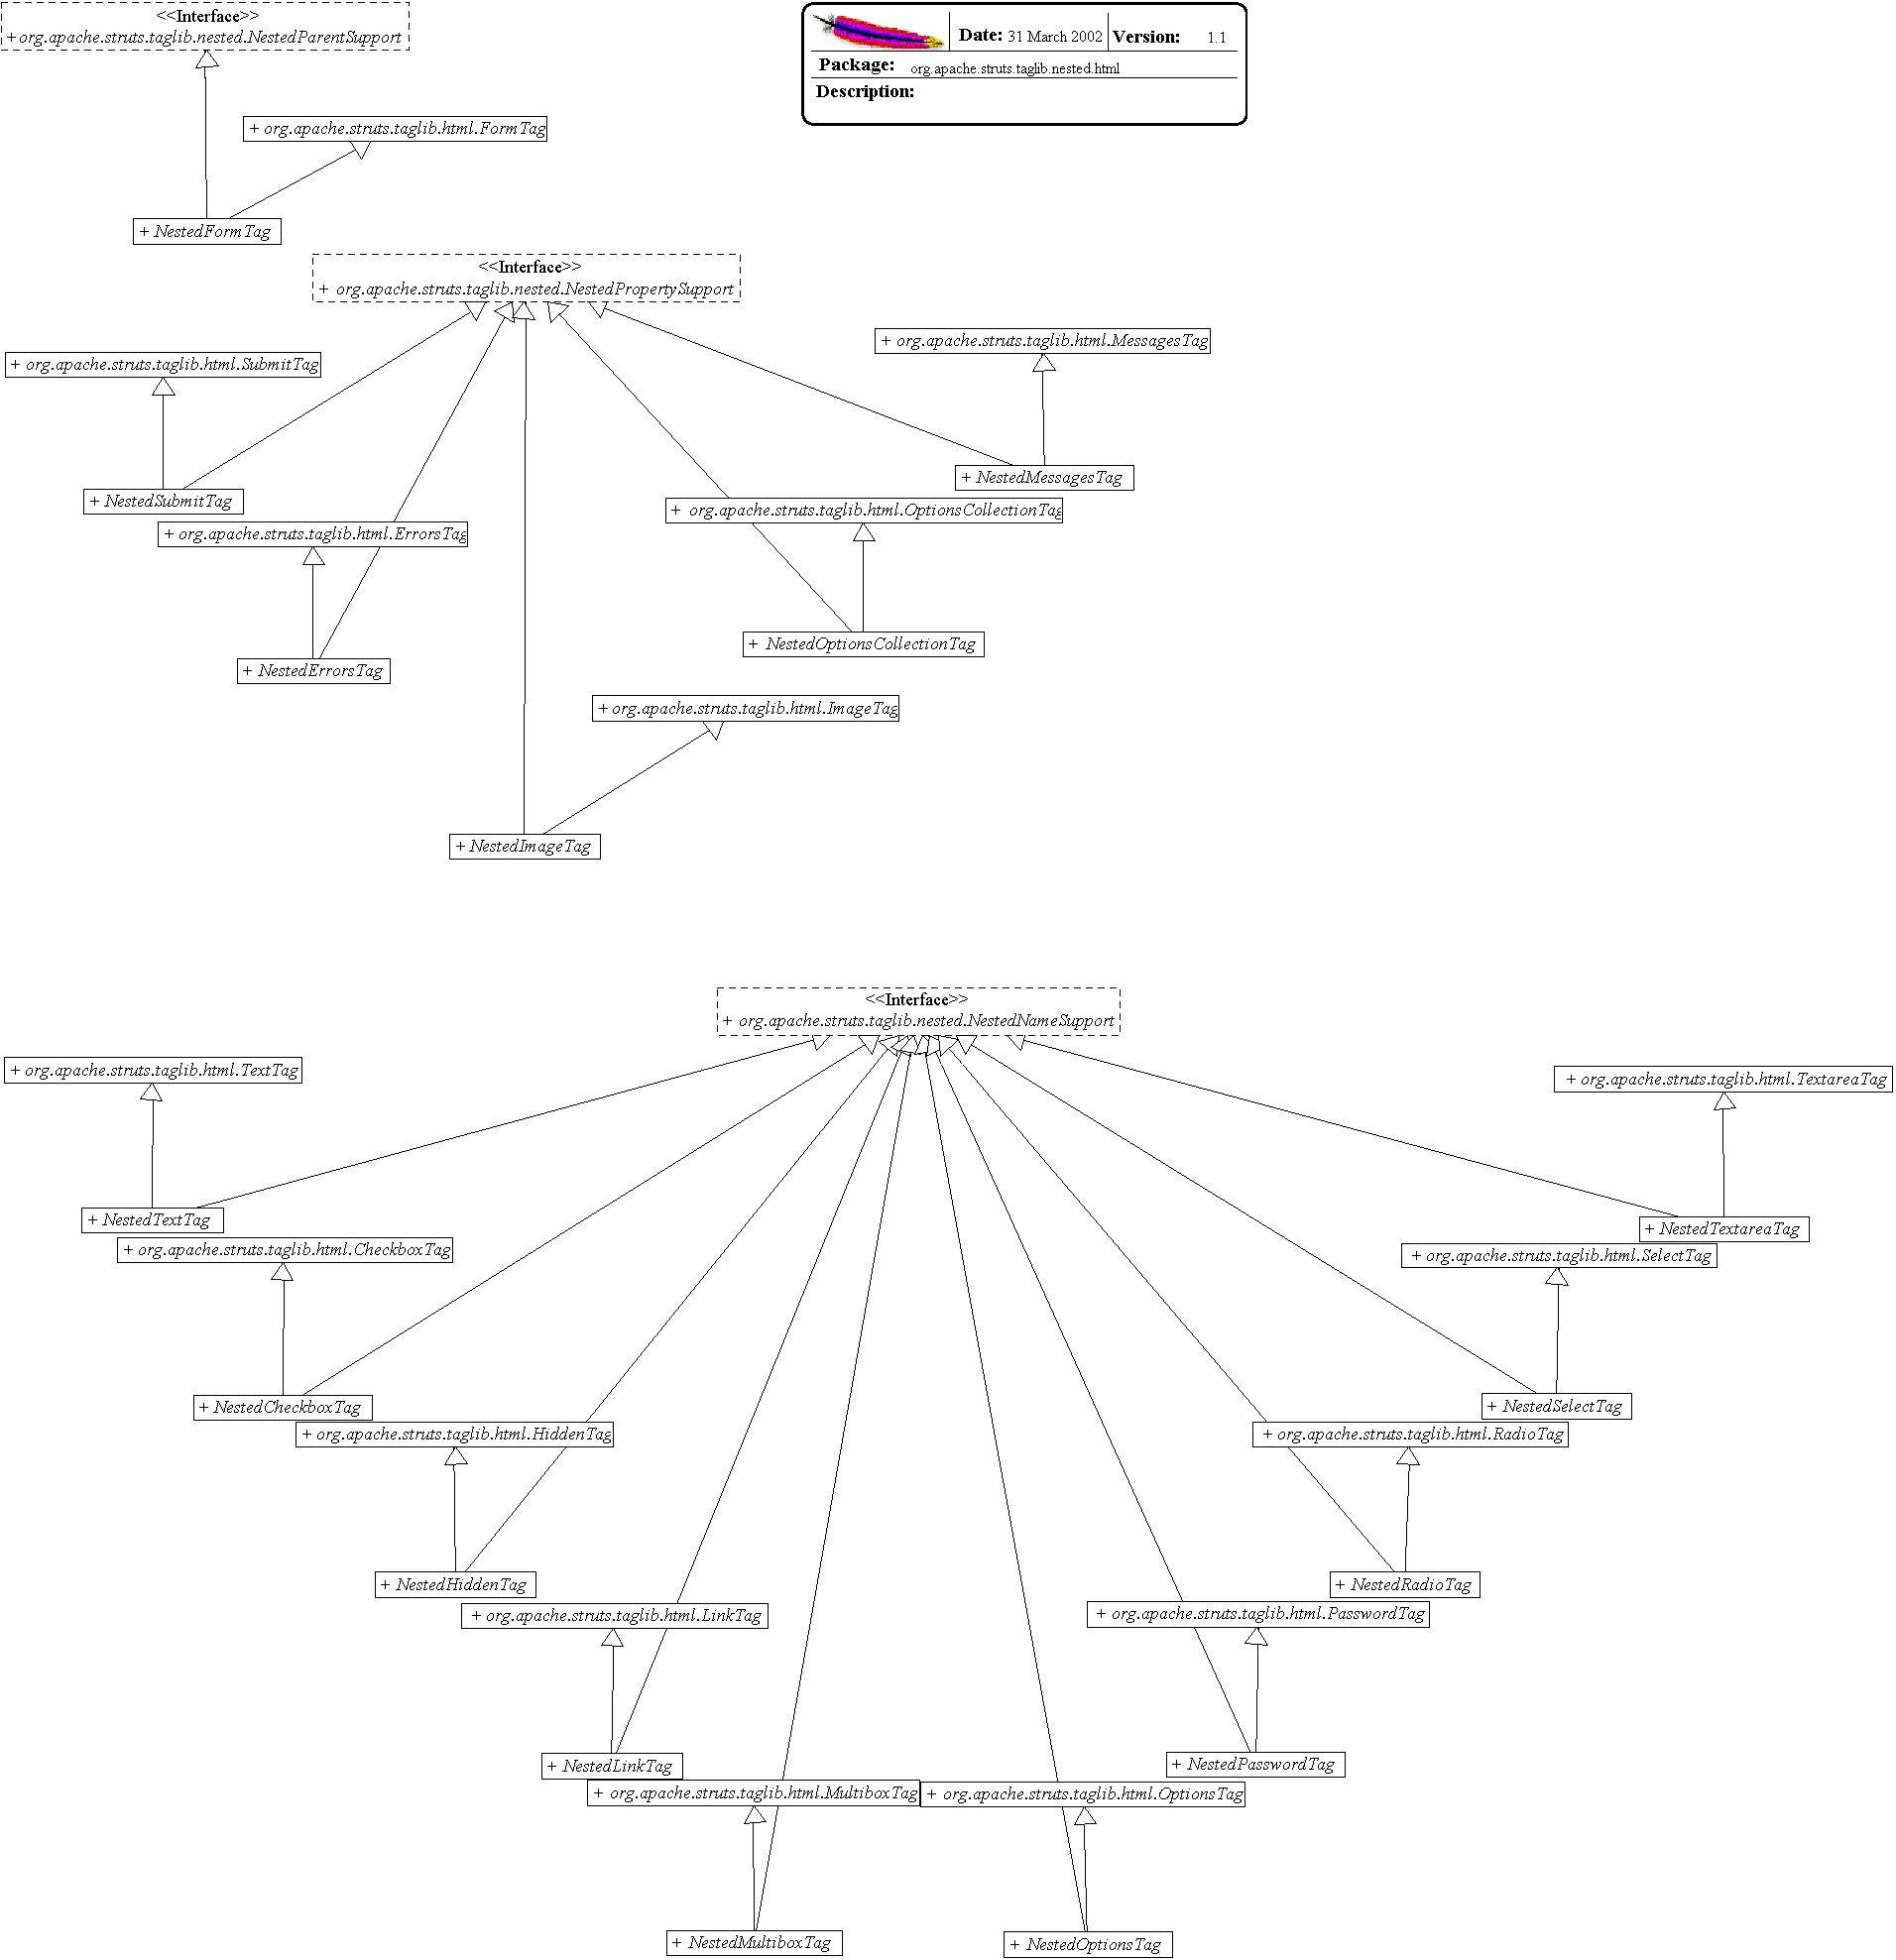 <<Interface>>
+ org.apache.struts.taglib.nested.NestedParentSupport
Date: 31 March 2002 Version: 1.1
Package: org.apache.struts.taglib.nested.html
Description:
+ org.apache.struts.taglib.html.FormTag
+ NestedFormTag
<<Interface>>
+ org.apache.struts.taglib.nested.NestedPropertySupport
+ org.apache.struts.taglib.html.MessagesTag
+ org.apache.struts.taglib.html.SubmitTag
+ NestedMessagesTag
+ NestedSubmitTag
+ org.apache.struts.taglib.html.OptionsCollectionTag
+ org.apache.struts.taglib.html.ErrorsTag
+ NestedOptionsCollectionTag
+ NestedErrorsTag
+ org.apache.struts.taglib.html.ImageTag
+ NestedImageTag
<<Interface>>
+ org.apache.struts.taglib.nested.NestedNameSupport
+ org.apache.struts.taglib.html.TextTag
+ org.apache.struts.taglib.html.TextareaTag
+ NestedTextTag
+ NestedTextareaTag
+ org.apache.struts.taglib.html.CheckboxTag
+ org.apache.struts.taglib.html.SelectTag
+ NestedCheckboxTag
+ NestedSelectTag
+ org.apache.struts.taglib.html.HiddenTag
+ org.apache.struts.taglib.html.RadioTag
+ NestedHiddenTag
+ NestedRadioTag
+ org.apache.struts.taglib.html.LinkTag
+ org.apache.struts.taglib.html.PasswordTag
+ NestedLinkTag
+ NestedPasswordTag
+ org.apache.struts.taglib.html.MultiboxTag
+ org.apache.struts.taglib.html.OptionsTag
+ NestedMultiboxTag
+ NestedOptionsTag